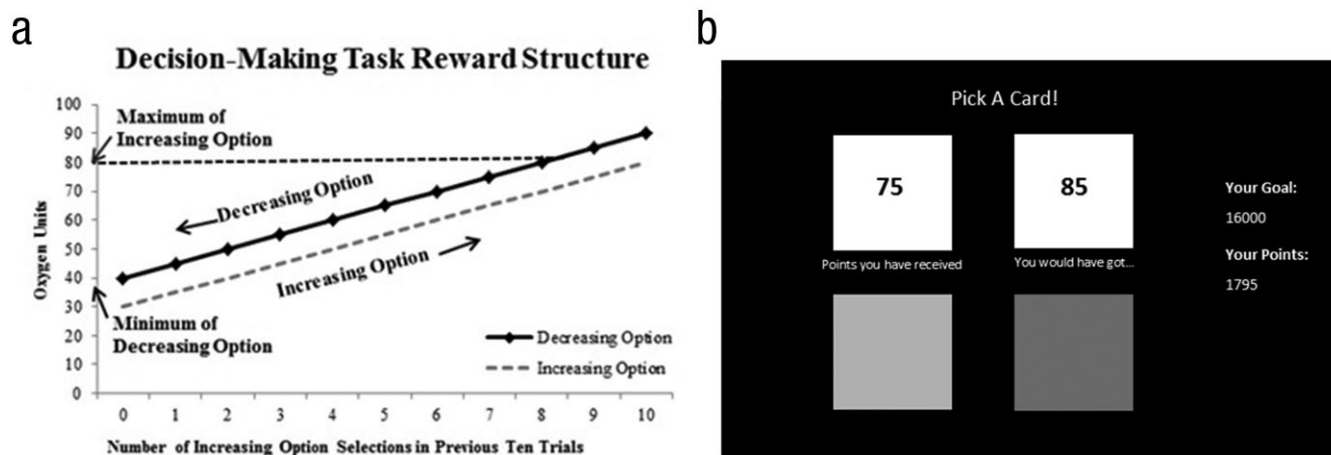 a
Decision-Making Task Reward Structure
100
90
80
70
60
50
40
30
20
10
0
Oxygen Units
Maximum of
Increasing Option
Decreasing Option
Increasing Option
Minimum of
Decreasing Option
Decreasing Option
Increasing Option
0 1 2 3 4 5 6 7 8 9 10
Number of Increasing Option Selections in Previous Ten Trials
b
Pick A Card!
75 85
Points you have received You would have got...
Your Goal:
16000
Your Points:
1795